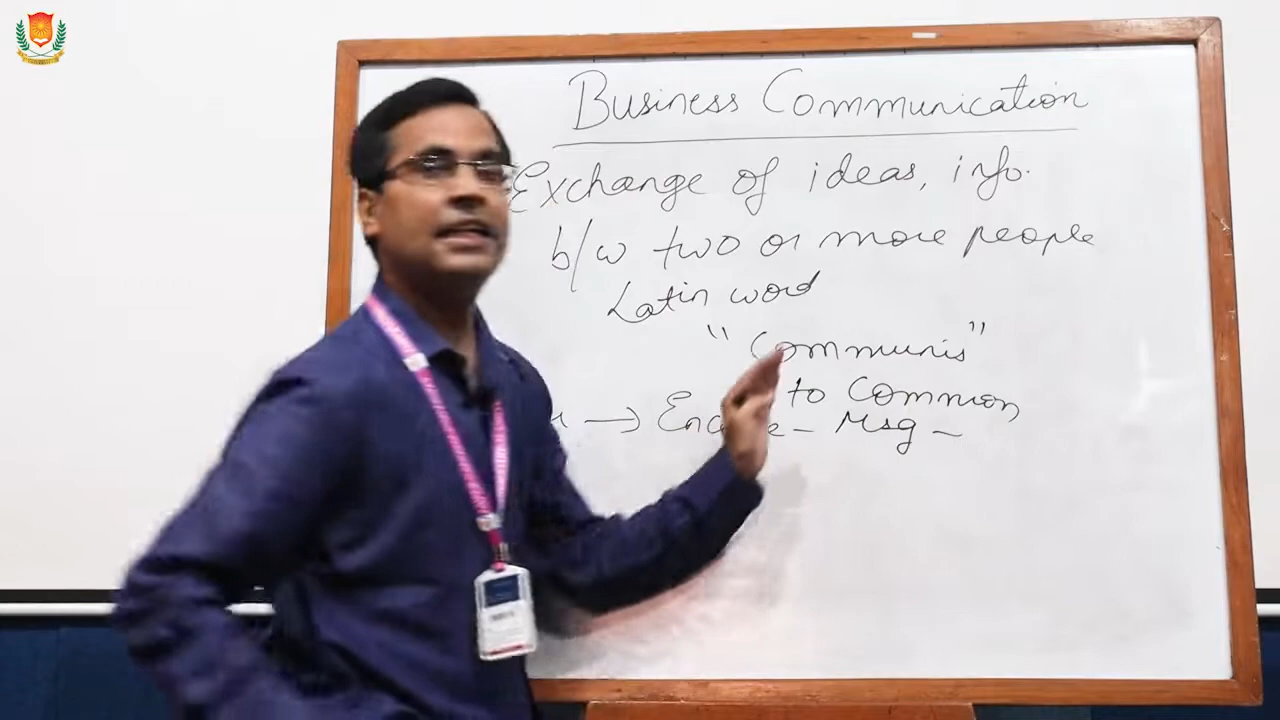 Business Communication
Exchange of ideas, info.
b/w two or more people
Latin word
"Communis"
to Common
→ – Msg –